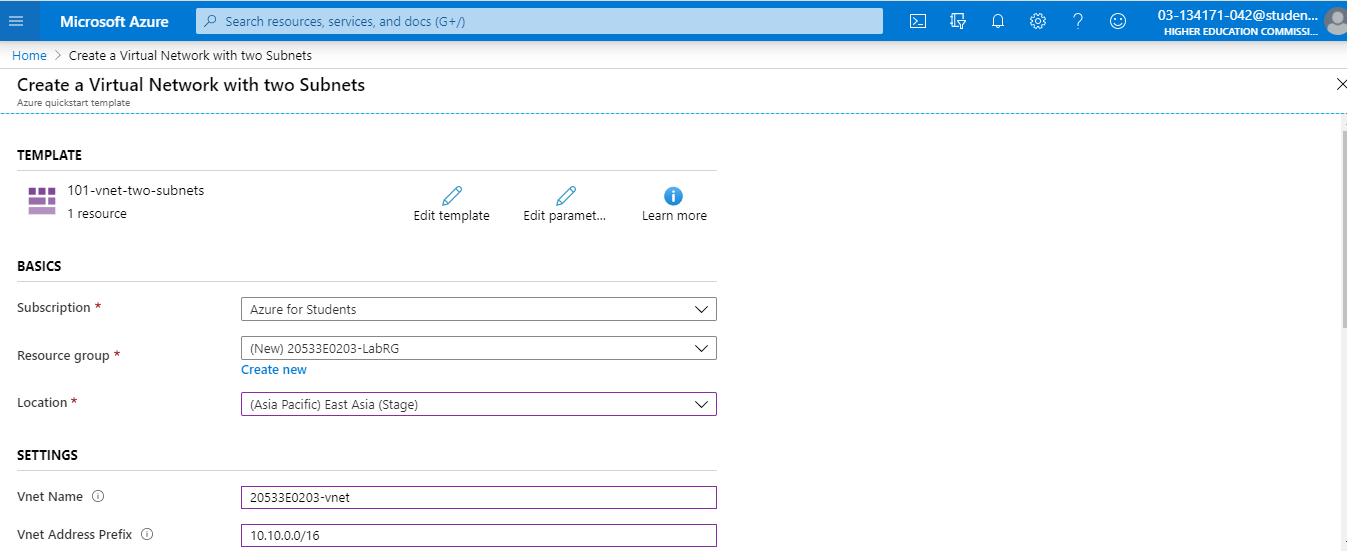 Microsoft Azure
Search resources, services, and docs (G+/)
03-134171-042@studen...
HIGHER EDUCATION COMMISSI...
Home > Create a Virtual Network with two Subnets
Create a Virtual Network with two Subnets
Azure quickstart template
TEMPLATE
101-vnet-two-subnets
1 resource
Edit template
Edit paramet...
Learn more
BASICS
Subscription *
Azure for Students
Resource group *
(New) 20533E0203-LabRG
Create new
Location *
(Asia Pacific) East Asia (Stage)
SETTINGS
Vnet Name
20533E0203-vnet
Vnet Address Prefix
10.10.0.0/16